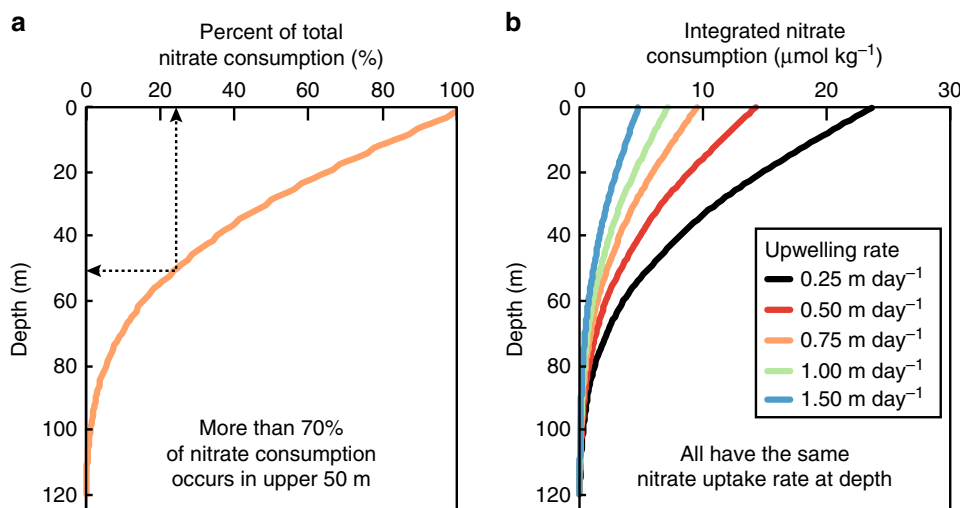 a
Percent of total
nitrate consumption (%)
0 20 40 60 80 100
0
20
40
60
80
100
120
Depth (m)
More than 70%
of nitrate consumption
occurs in upper 50 m
b
Integrated nitrate
consumption (μmol kg⁻¹)
0 10 20 30
0
20
40
60
80
100
120
Depth (m)
Upwelling rate
0.25 m day⁻¹
0.50 m day⁻¹
0.75 m day⁻¹
1.00 m day⁻¹
1.50 m day⁻¹
All have the same
nitrate uptake rate at depth